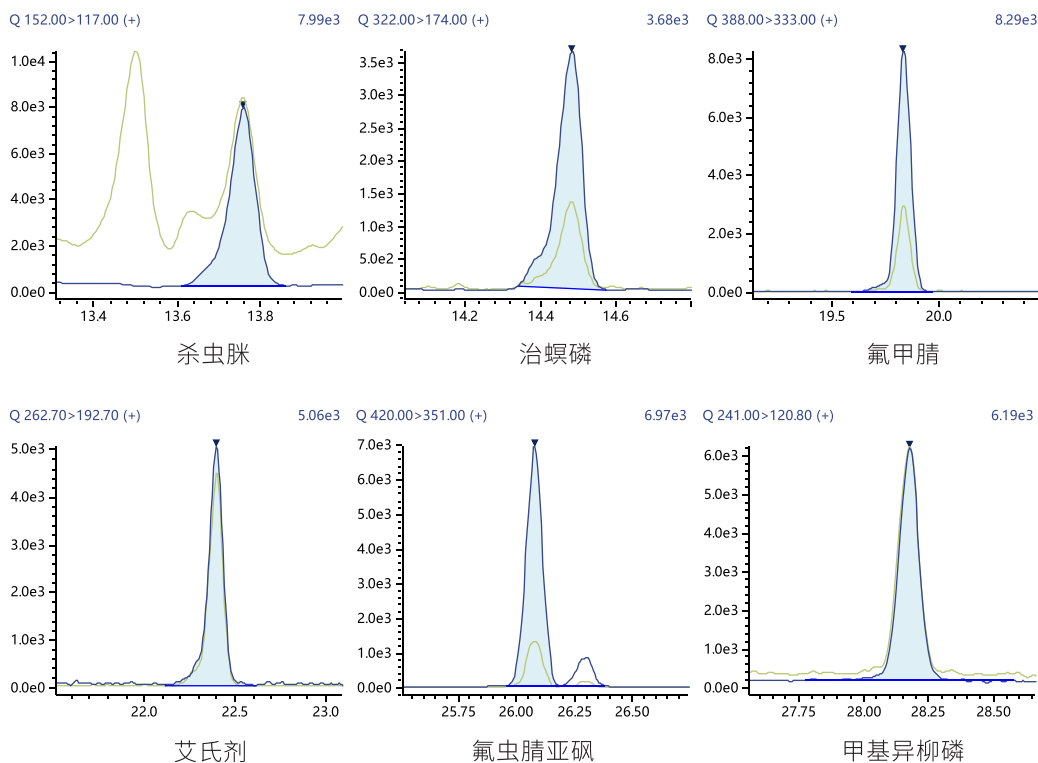 Q 152.00>117.00 (+) 7.99e3
1.0e4
8.0e3
6.0e3
4.0e3
2.0e3
0.0e0
13.4 13.6 13.8
杀虫脒
Q 322.00>174.00 (+) 3.68e3
3.5e3
3.0e3
2.5e3
2.0e3
1.5e3
1.0e3
5.0e2
0.0e0
14.2 14.4 14.6
治螟磷
Q 388.00>333.00 (+) 8.29e3
8.0e3
6.0e3
4.0e3
2.0e3
0.0e0
19.5 20.0
氟甲腈
Q 262.70>192.70 (+) 5.06e3
5.0e3
4.0e3
3.0e3
2.0e3
1.0e3
0.0e0
22.0 22.5 23.0
艾氏剂
Q 420.00>351.00 (+) 6.97e3
7.0e3
6.0e3
5.0e3
4.0e3
3.0e3
2.0e3
1.0e3
0.0e0
25.75 26.00 26.25 26.50
氟虫腈亚砜
Q 241.00>120.80 (+) 6.19e3
6.0e3
5.0e3
4.0e3
3.0e3
2.0e3
1.0e3
0.0e0
27.75 28.00 28.25 28.50
甲基异柳磷